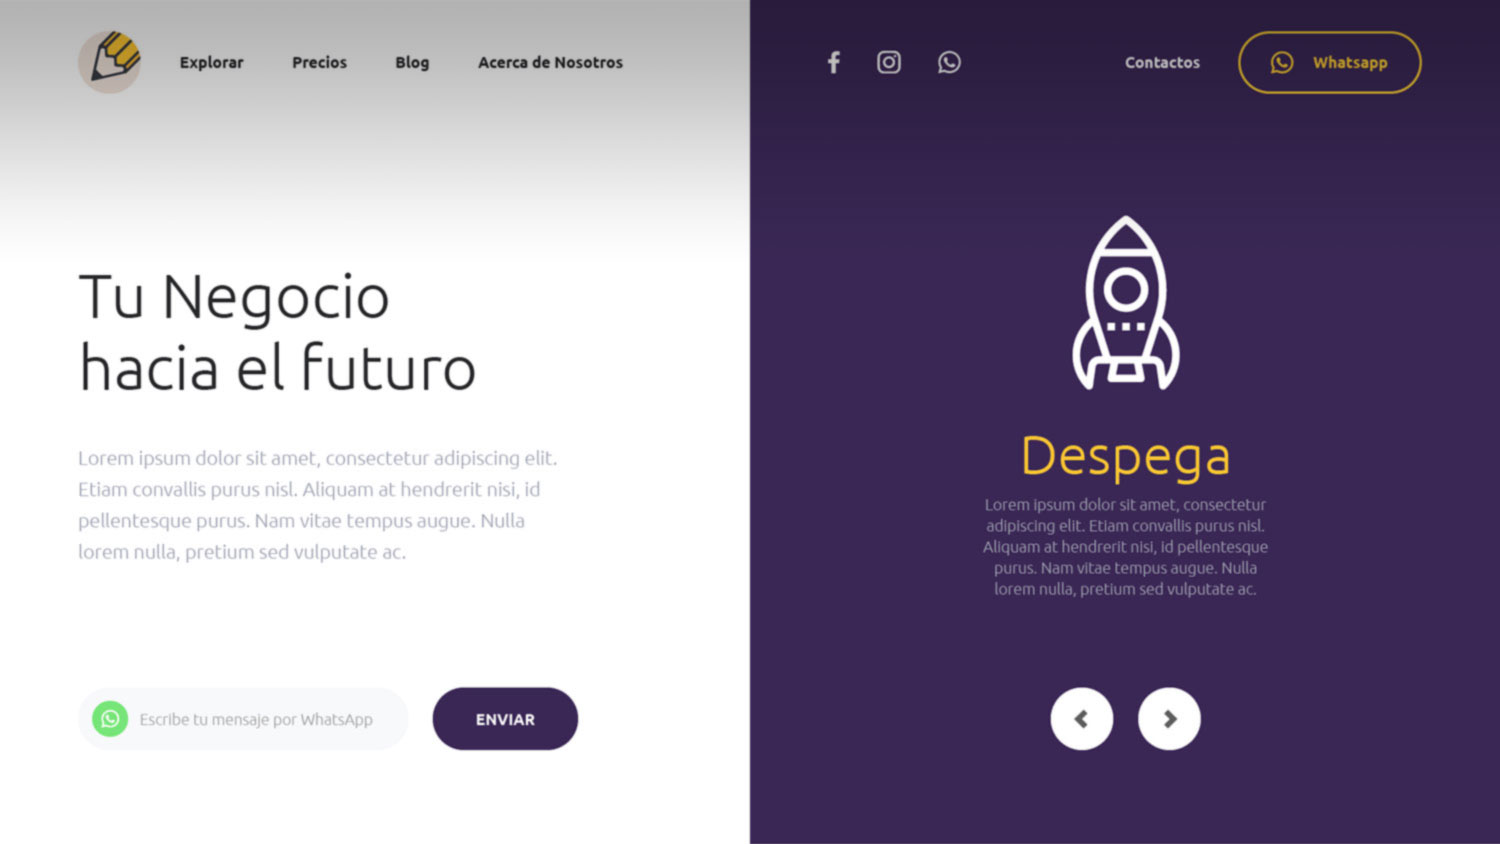 Explorar
Precios
Blog
Acerca de Nosotros
Contactos
Whatsapp
Tu Negocio
hacia el futuro
Lorem ipsum dolor sit amet, consectetur adipiscing elit.
Etiam convallis purus nisl. Aliquam at hendrerit nisi, id
pellentesque purus. Nam vitae tempus augue. Nulla
lorem nulla, pretium sed vulputate ac.
Escribe tu mensaje por WhatsApp
ENVIAR
Despega
Lorem ipsum dolor sit amet, consectetur
adipiscing elit. Etiam convallis purus nisl.
Aliquam at hendrerit nisi, id pellentesque
purus. Nam vitae tempus augue. Nulla
lorem nulla, pretium sed vulputate ac.